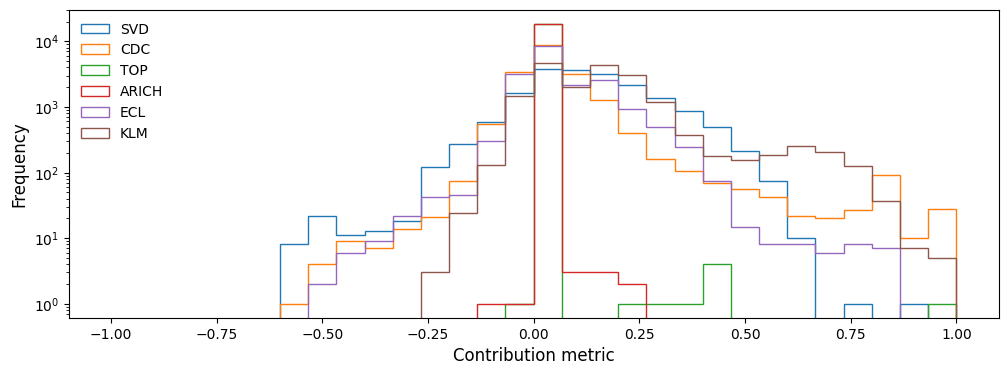 SVD
CDC
TOP
ARICH
ECL
KLM
Frequency
10⁴
10³
10²
10¹
10⁰
−1.00 −0.75 −0.50 −0.25 0.00 0.25 0.50 0.75 1.00
Contribution metric